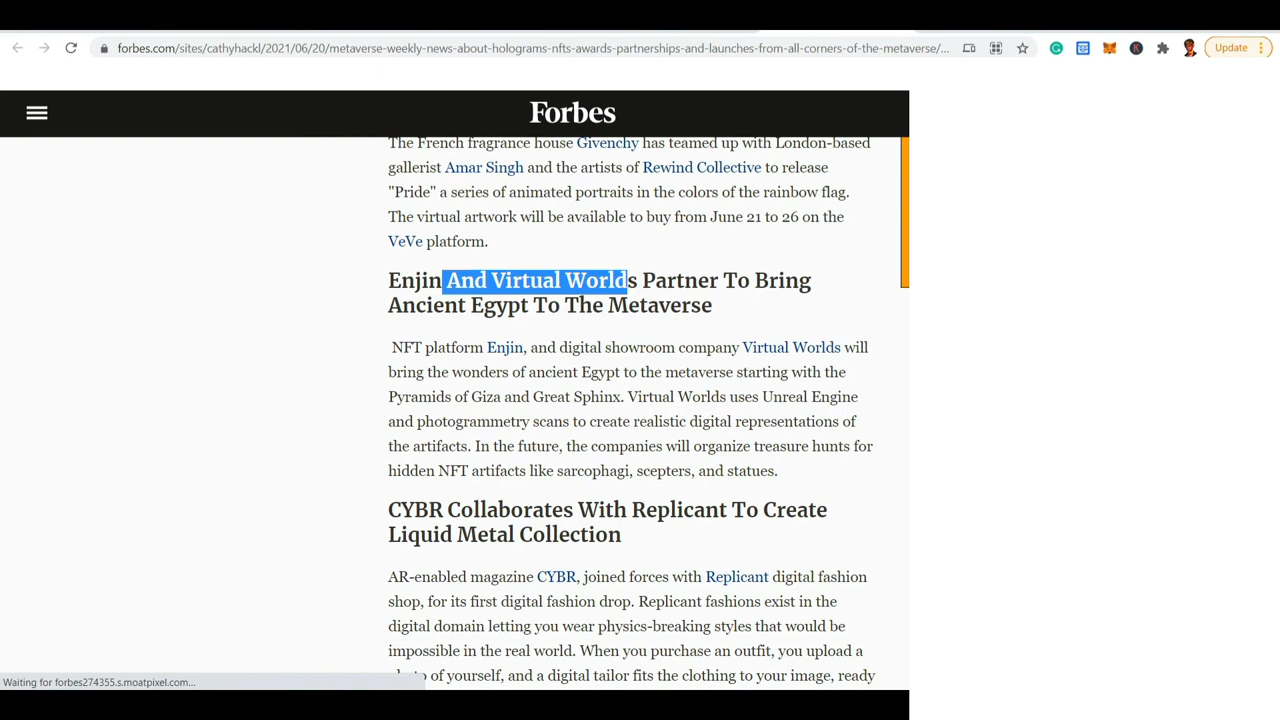 forbes.com/sites/cathyhackl/2021/06/20/metaverse-weekly-news-about-holograms-nfts-awards-partnerships-and-launches-from-all-corners-of-the-metaverse/...
Update
Forbes
The French fragrance house Givenchy has teamed up with London-based
gallerist Amar Singh and the artists of Rewind Collective to release
"Pride" a series of animated portraits in the colors of the rainbow flag.
The virtual artwork will be available to buy from June 21 to 26 on the
VeVe platform.
Enjin And Virtual Worlds Partner To Bring
Ancient Egypt To The Metaverse
NFT platform Enjin, and digital showroom company Virtual Worlds will
bring the wonders of ancient Egypt to the metaverse starting with the
Pyramids of Giza and Great Sphinx. Virtual Worlds uses Unreal Engine
and photogrammetry scans to create realistic digital representations of
the artifacts. In the future, the companies will organize treasure hunts for
hidden NFT artifacts like sarcophagi, scepters, and statues.
CYBR Collaborates With Replicant To Create
Liquid Metal Collection
AR-enabled magazine CYBR, joined forces with Replicant digital fashion
shop, for its first digital fashion drop. Replicant fashions exist in the
digital domain letting you wear physics-breaking styles that would be
impossible in the real world. When you purchase an outfit, you upload a
of yourself, and a digital tailor fits the clothing to your image, ready
Waiting for forbes274355.s.moatpixel.com...